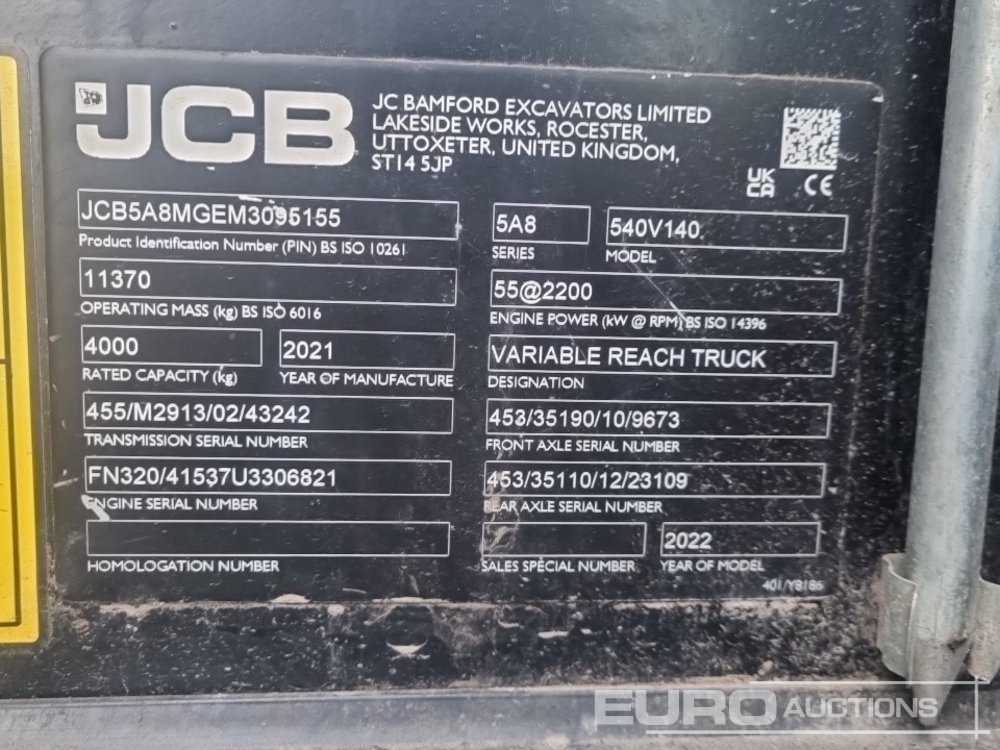 JCB
JC BAMFORD EXCAVATORS LIMITED
LAKESIDE WORKS, ROCESTER,
UTTOXETER, UNITED KINGDOM,
ST14 5JP
UK
CA CE
JCB5A8MGEM3095155
Product Identification Number (PIN) BS ISO 10261
5A8
SERIES
540V140
MODEL
11370
OPERATING MASS (kg) BS ISO 6016
55@2200
ENGINE POWER (kW @ RPM) BS ISO 14396
4000
RATED CAPACITY (kg)
2021
YEAR OF MANUFACTURE
VARIABLE REACH TRUCK
DESIGNATION
455/M2913/02/43242
TRANSMISSION SERIAL NUMBER
453/35190/10/9673
FRONT AXLE SERIAL NUMBER
FN320/41537U3306821
ENGINE SERIAL NUMBER
453/35110/12/23109
REAR AXLE SERIAL NUMBER
HOMOLOGATION NUMBER
SALES SPECIAL NUMBER
2022
YEAR OF MODEL
401/Y8186
EURO AUCTIONS